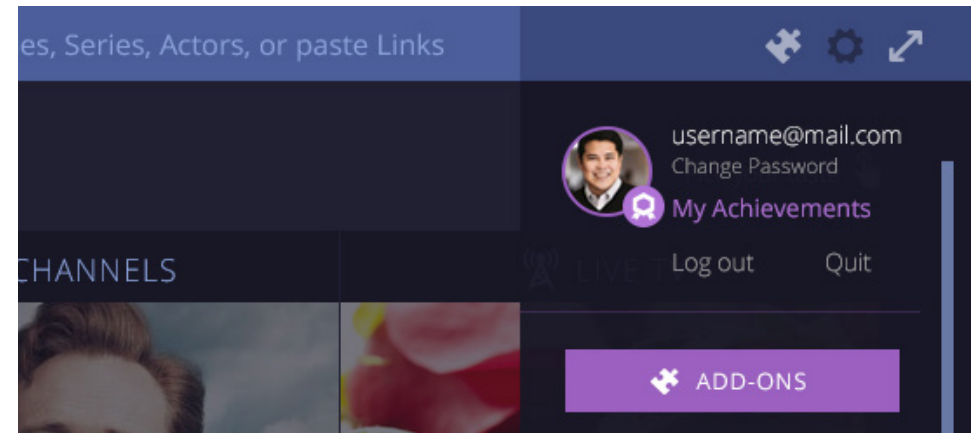 es, Series, Actors, or paste Links
username@mail.com
Change Password
My Achievements
Log out Quit
CHANNELS
LIVE T
ADD-ONS